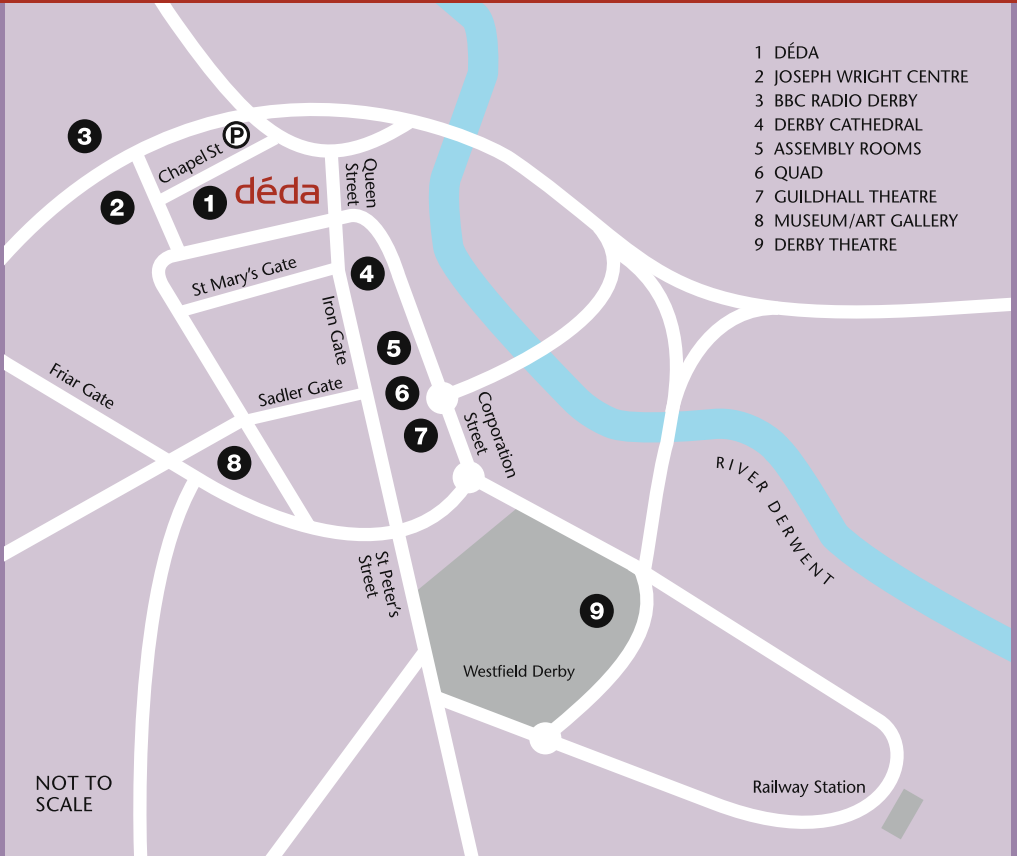 1 DÉDA
2 JOSEPH WRIGHT CENTRE
3 BBC RADIO DERBY
4 DERBY CATHEDRAL
5 ASSEMBLY ROOMS
6 QUAD
7 GUILDHALL THEATRE
8 MUSEUM/ART GALLERY
9 DERBY THEATRE
3
P
Chapel St
2
1
déda
Queen
Street
St Mary's Gate
4
Iron Gate
5
Friar Gate
Sadler Gate
6
7
Corporation
Street
8
RIVER DERWENT
St Peter's
Street
9
Westfield Derby
NOT TO
SCALE
Railway Station